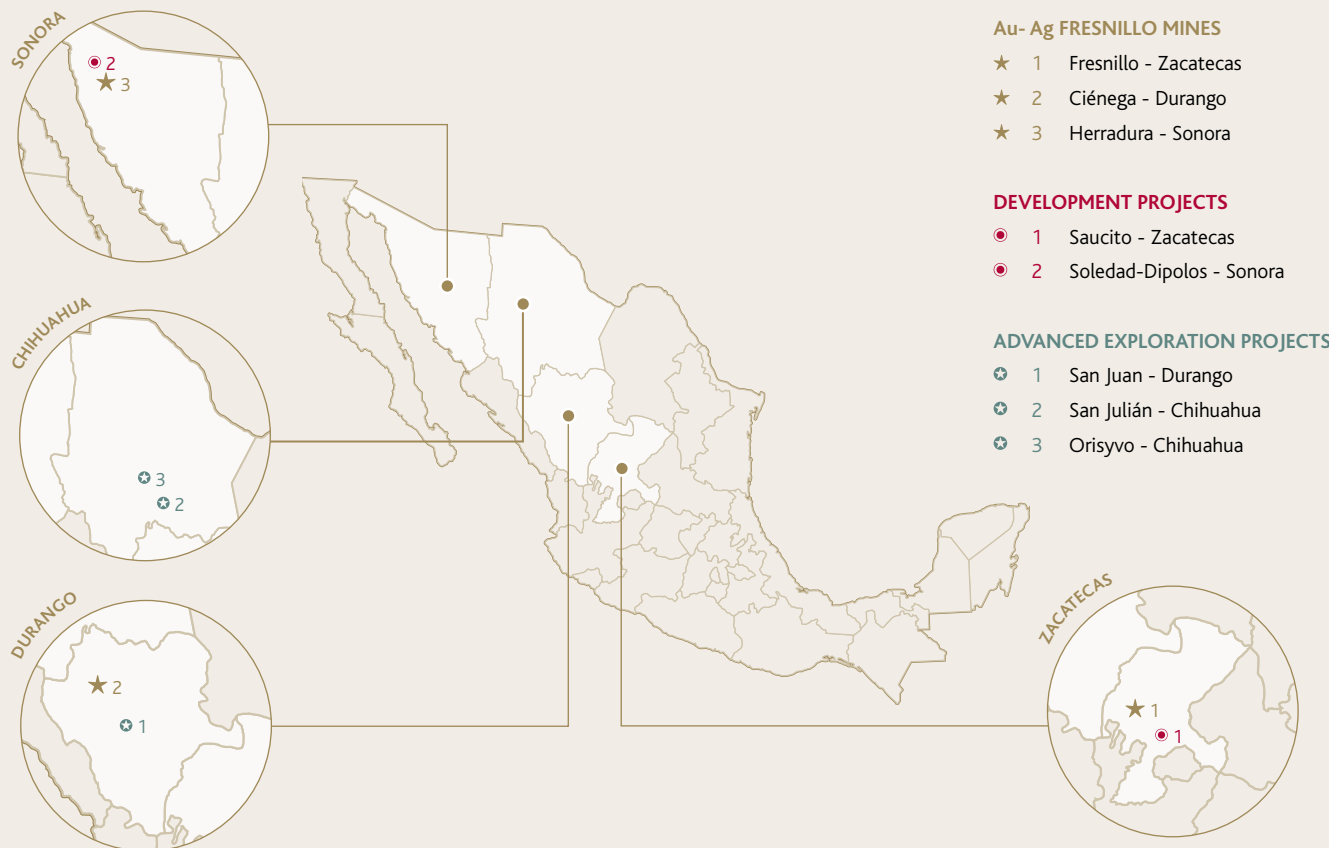 SONORA
2
3
CHIHUAHUA
3
2
DURANGO
2
1
ZACATECAS
1
1
Au- Ag FRESNILLO MINES
1 Fresnillo - Zacatecas
2 Ciénega - Durango
3 Herradura - Sonora
DEVELOPMENT PROJECTS
1 Saucito - Zacatecas
2 Soledad-Dipolos - Sonora
ADVANCED EXPLORATION PROJECTS
1 San Juan - Durango
2 San Julián - Chihuahua
3 Orisyvo - Chihuahua